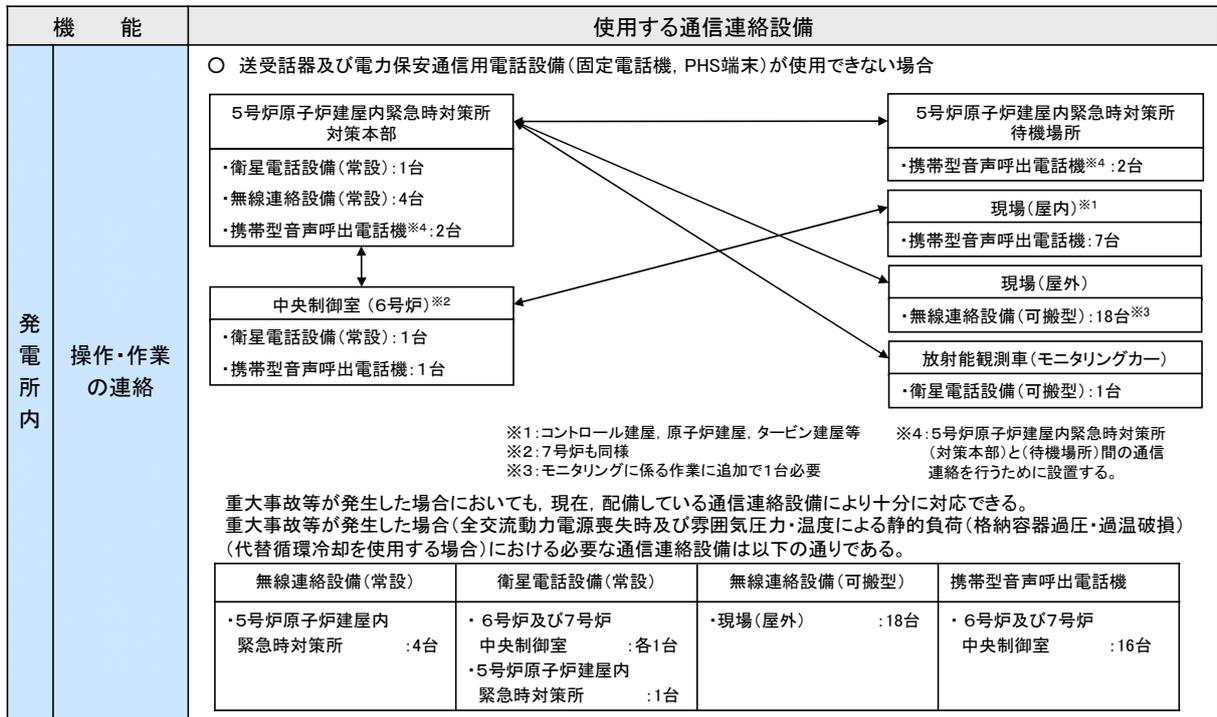 機　能
使用する通信連絡設備
発電所内
操作・作業
の連絡
○　送受話器及び電力保安通信用電話設備（固定電話機，PHS端末）が使用できない場合
5号炉原子炉建屋内緊急時対策所
対策本部
・衛星電話設備（常設）：1台
・無線連絡設備（常設）：4台
・携帯型音声呼出電話機※4：2台
中央制御室（6号炉）※2
・衛星電話設備（常設）：1台
・携帯型音声呼出電話機：1台
5号炉原子炉建屋内緊急時対策所
待機場所
・携帯型音声呼出電話機※4：2台
現場（屋内）※1
・携帯型音声呼出電話機：7台
現場（屋外）
・無線連絡設備（可搬型）：18台※3
放射能観測車（モニタリングカー）
・衛星電話設備（可搬型）：1台
※1：コントロール建屋，原子炉建屋，タービン建屋等
※2：7号炉も同様
※3：モニタリングに係る作業に追加で1台必要
※4：5号炉原子炉建屋内緊急時対策所
（対策本部）と（待機場所）間の通信
連絡を行うために設置する。
重大事故等が発生した場合においても，現在，配備している通信連絡設備により十分に対応できる。
重大事故等が発生した場合（全交流動力電源喪失時及び雰囲気圧力・温度による静的負荷（格納容器過圧・過温破損）
（代替循環冷却を使用する場合）における必要な通信連絡設備は以下の通りである。
無線連絡設備（常設）
衛星電話設備（常設）
無線連絡設備（可搬型）
携帯型音声呼出電話機
・5号炉原子炉建屋内
緊急時対策所　：4台
・6号炉及び7号炉
中央制御室　：各1台
・5号炉原子炉建屋内
緊急時対策所　：1台
・現場（屋外）　：18台
・6号炉及び7号炉
中央制御室　：16台